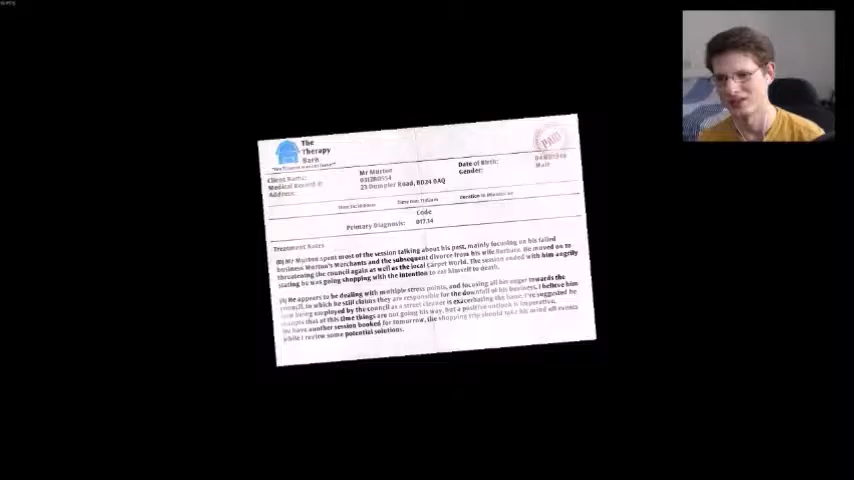 The
Therapy
Barn
PAID
Client Name: Mr Murton
Medical Record #:
Address: 23 Dumpler Road, BD24 0AQ
Date of Birth:
Gender: Male
Code
Primary Diagnosis: 017.14
Treatment Notes
Mr Murton spent most of the session talking about his past, mainly focusing on his failed
business Murton's Merchants and the subsequent divorce from his wife Barbara. He moved on to
threatening the council again as well as the local Carpet World. The session ended with him angrily
stating he was going shopping with the intention to eat himself to death.
He appears to be dealing with multiple stress points, and focusing all his anger towards the
council, to which he still claims they are responsible for the downfall of his business. I believe him
now being employed by the council as a street cleaner is exacerbating the issue. I've suggested he
accepts that at this time things are not going his way, but a positive outlook is imperative.
We have another session booked for tomorrow, the shopping trip should take his mind off events
while I review some potential solutions.